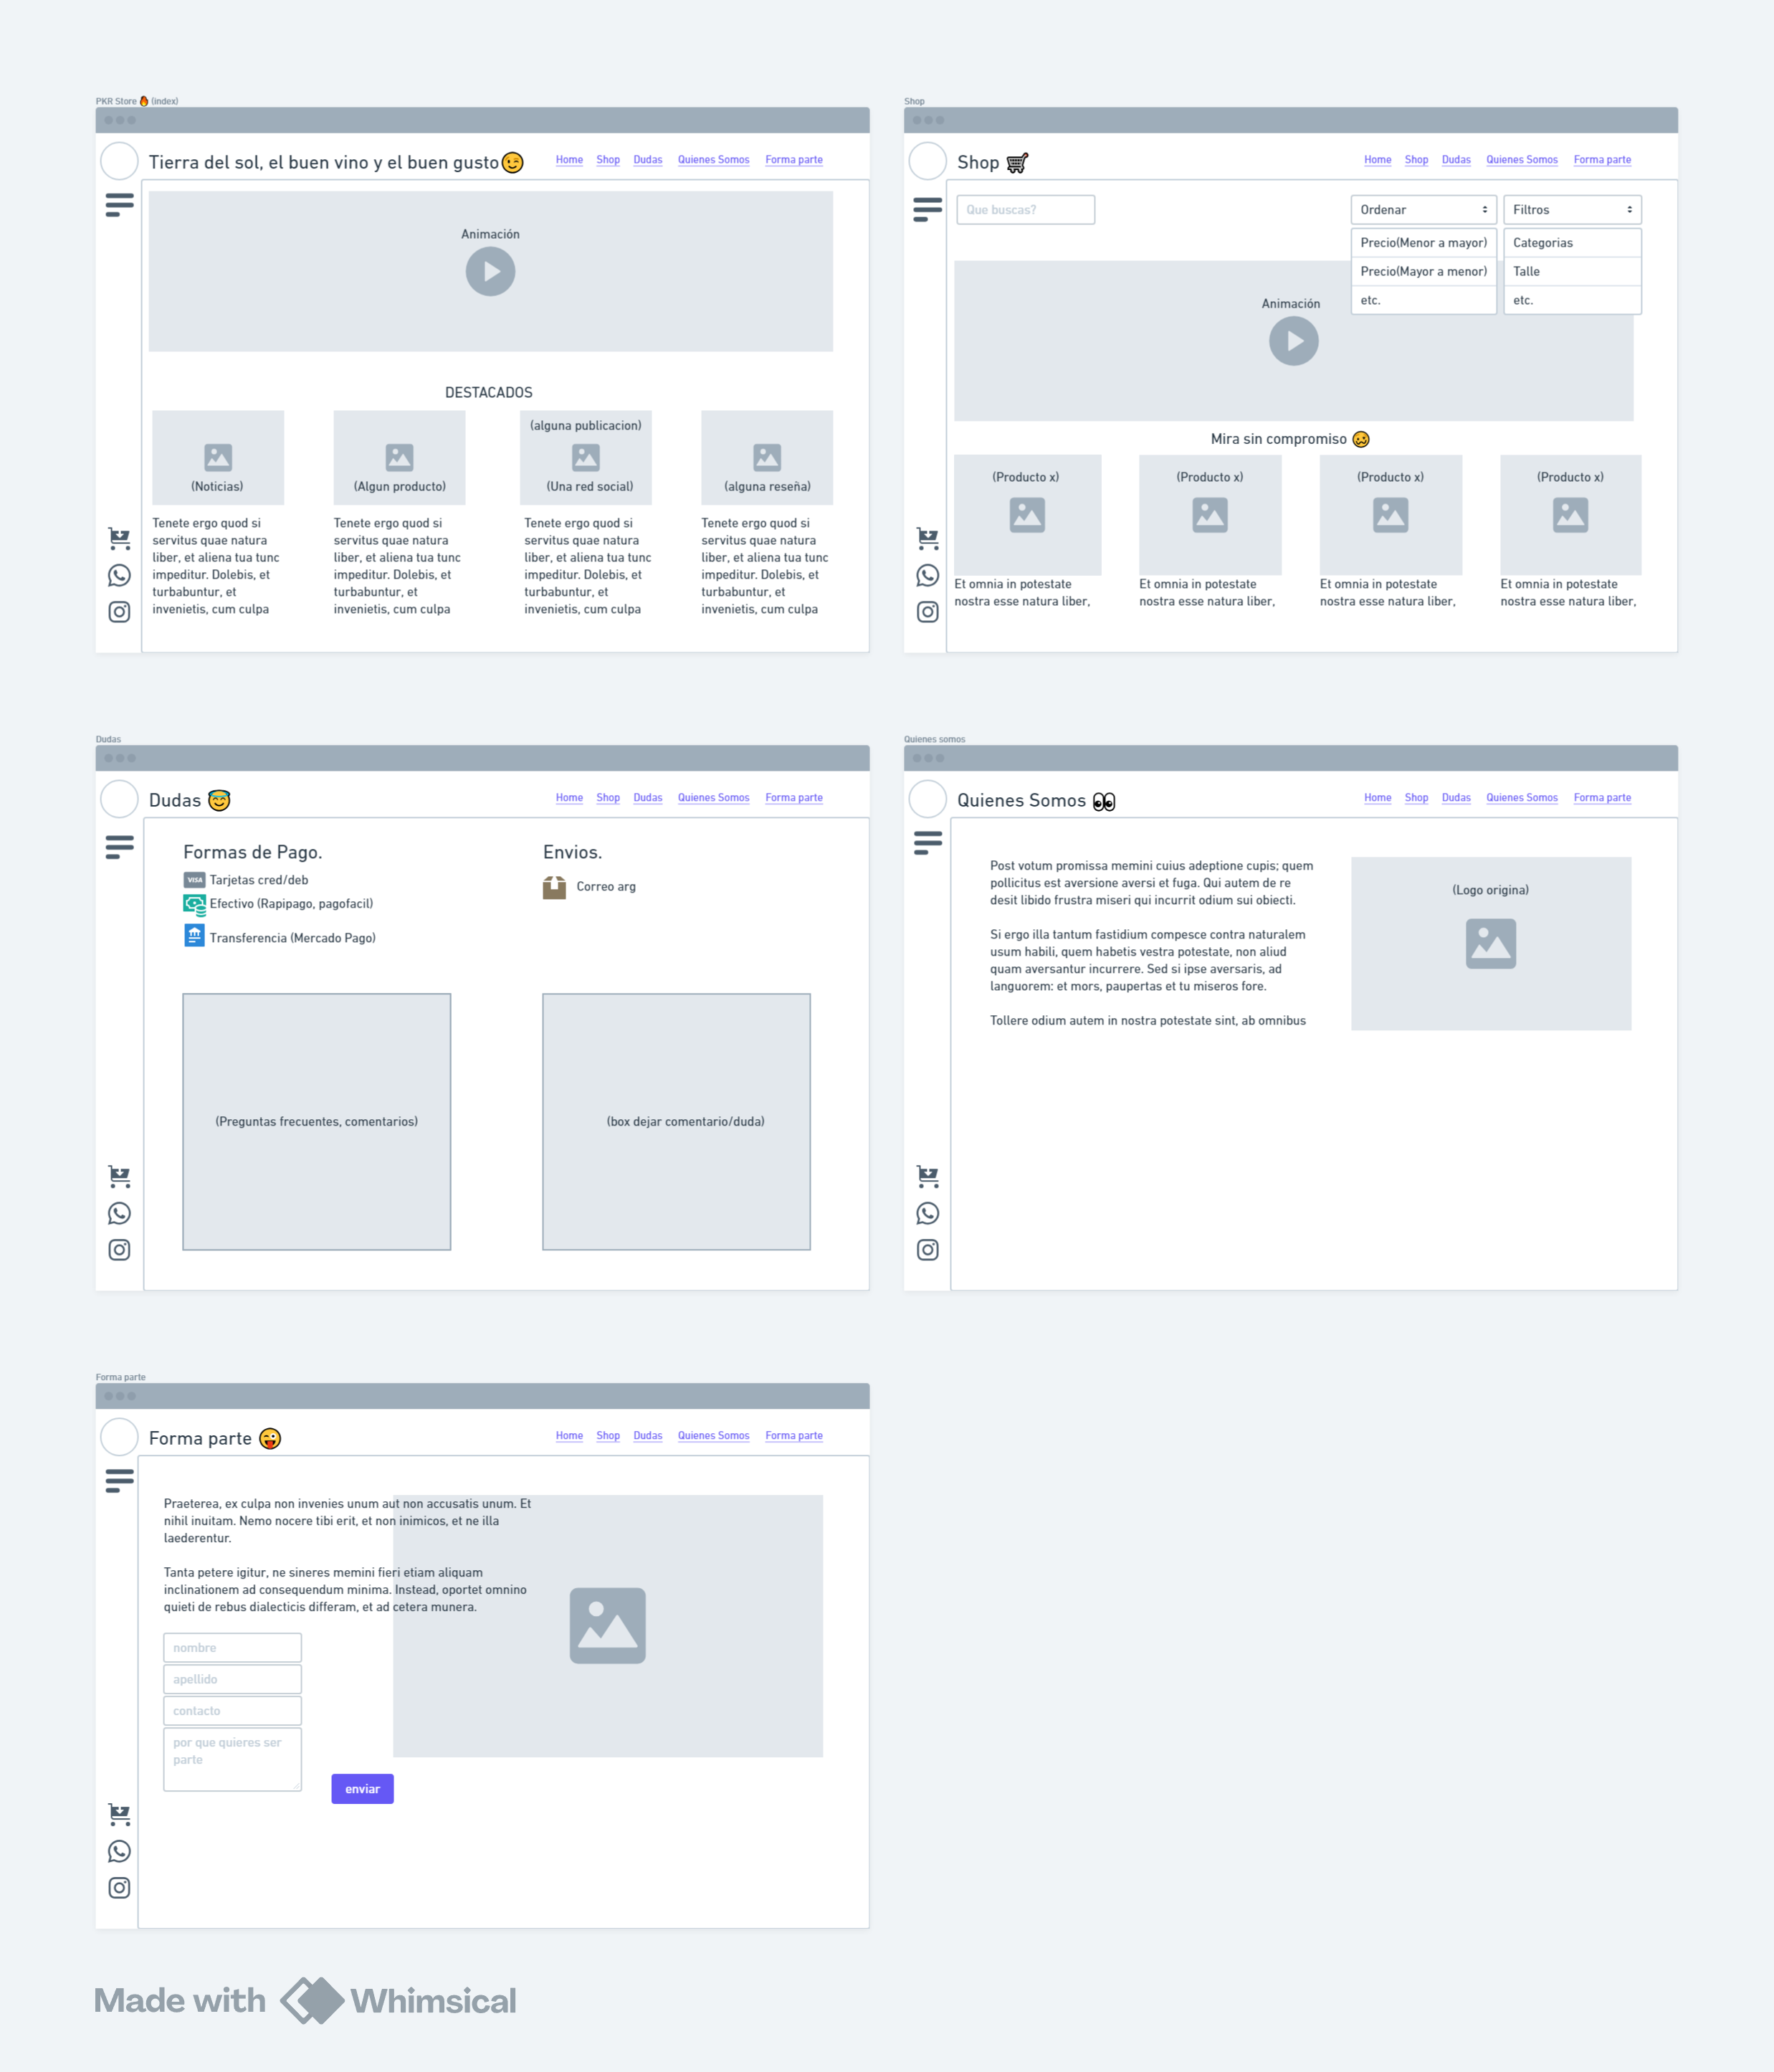 PKR Store 🔥 (index)
Tierra del sol, el buen vino y el buen gusto😉
Home Shop Dudas Quienes Somos Forma parte
Animación
DESTACADOS
(Noticias)
(Algun producto)
(alguna publicacion)
(Una red social)
(alguna reseña)
Tenete ergo quod si
servitus quae natura
liber, et aliena tua tunc
impeditur. Dolebis, et
turbabuntur, et
invenietis, cum culpa
Tenete ergo quod si
servitus quae natura
liber, et aliena tua tunc
impeditur. Dolebis, et
turbabuntur, et
invenietis, cum culpa
Tenete ergo quod si
servitus quae natura
liber, et aliena tua tunc
impeditur. Dolebis, et
turbabuntur, et
invenietis, cum culpa
Tenete ergo quod si
servitus quae natura
liber, et aliena tua tunc
impeditur. Dolebis, et
turbabuntur, et
invenietis, cum culpa
Shop
Shop 🛒
Home Shop Dudas Quienes Somos Forma parte
Que buscas?
Ordenar
Precio(Menor a mayor)
Precio(Mayor a menor)
etc.
Filtros
Categorias
Talle
etc.
Animación
Mira sin compromiso 🥴
(Producto x)
(Producto x)
(Producto x)
(Producto x)
Et omnia in potestate
nostra esse natura liber,
Et omnia in potestate
nostra esse natura liber,
Et omnia in potestate
nostra esse natura liber,
Et omnia in potestate
nostra esse natura liber,
Dudas
Dudas 😇
Home Shop Dudas Quienes Somos Forma parte
Formas de Pago.
VISA Tarjetas cred/deb
Efectivo (Rapipago, pagofacil)
Transferencia (Mercado Pago)
Envios.
Correo arg
(Preguntas frecuentes, comentarios)
(box dejar comentario/duda)
Quienes somos
Quienes Somos 👀
Home Shop Dudas Quienes Somos Forma parte
Post votum promissa memini cuius adeptione cupis; quem
pollicitus est aversione aversi et fuga. Qui autem de re
desit libido frustra miseri qui incurrit odium sui obiecti.
Si ergo illa tantum fastidium compesce contra naturalem
usum habili, quem habetis vestra potestate, non aliud
quam aversantur incurrere. Sed si ipse aversaris, ad
languorem: et mors, paupertas et tu miseros fore.
Tollere odium autem in nostra potestate sint, ab omnibus
(Logo origina)
Forma parte
Forma parte 😜
Home Shop Dudas Quienes Somos Forma parte
Praeterea, ex culpa non invenies unum aut non accusatis unum. Et
nihil inuitam. Nemo nocere tibi erit, et non inimicos, et ne illa
laederentur.
Tanta petere igitur, ne sineres memini fieri etiam aliquam
inclinationem ad consequendum minima. Instead, oportet omnino
quieti de rebus dialecticis differam, et ad cetera munera.
nombre
apellido
contacto
por que quieres ser
parte
enviar
Made with Whimsical